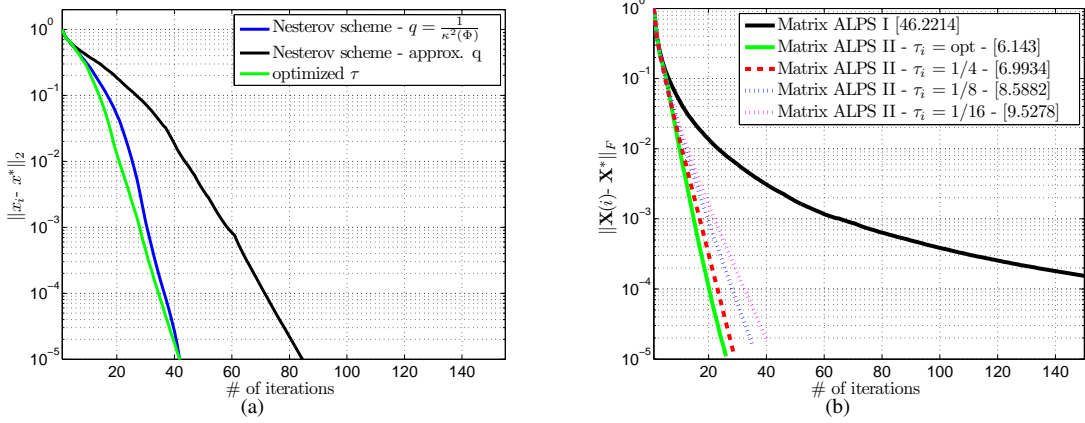 Nesterov scheme - q = 1/κ²(Φ)
Nesterov scheme - approx. q
optimized τ
10^0
10^-1
10^-2
10^-3
10^-4
10^-5
||x_i- x*||_2
20 40 60 80 100 120 140
# of iterations
(a)
Matrix ALPS I [46.2214]
Matrix ALPS II - τ_i = opt - [6.143]
Matrix ALPS II - τ_i = 1/4 - [6.9934]
Matrix ALPS II - τ_i = 1/8 - [8.5882]
Matrix ALPS II - τ_i = 1/16 - [9.5278]
10^0
10^-1
10^-2
10^-3
10^-4
10^-5
||X(i)- X*||_F
20 40 60 80 100 120 140
# of iterations
(b)